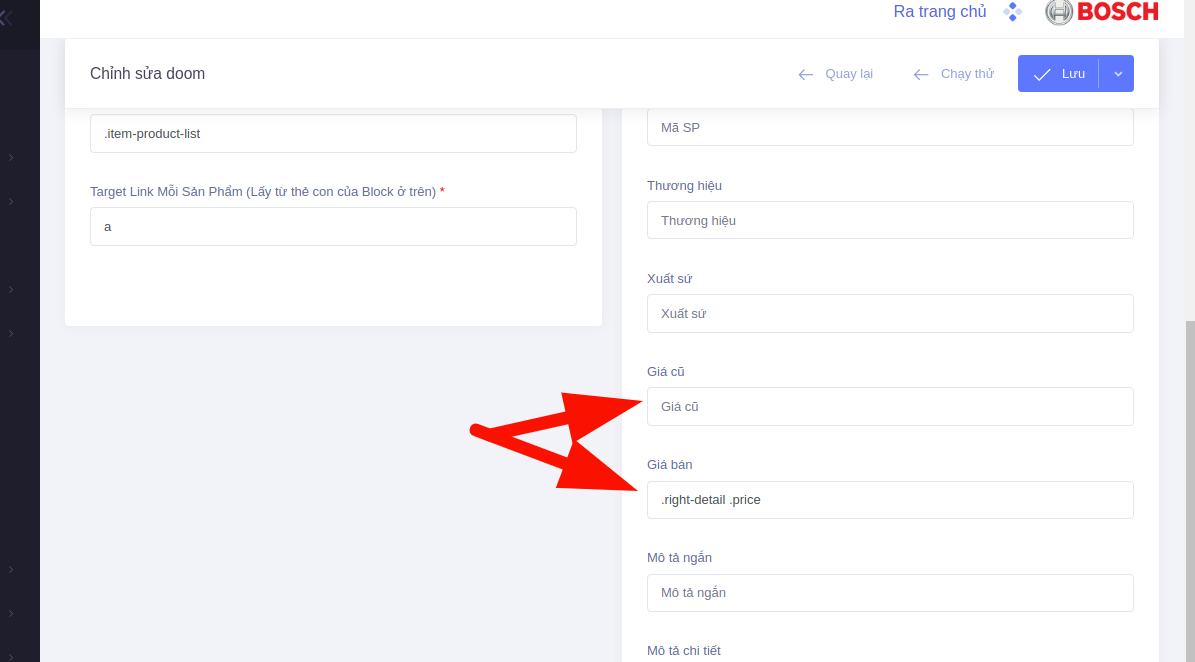 Ra trang chủ
BOSCH
Chỉnh sửa doom
Quay lại
Chạy thử
Lưu
.item-product-list
Target Link Mỗi Sản Phẩm (Lấy từ thẻ con của Block ở trên) *
a
Mã SP
Thương hiệu
Thương hiệu
Xuất sứ
Xuất sứ
Giá cũ
Giá cũ
Giá bán
.right-detail .price
Mô tả ngắn
Mô tả ngắn
Mô tả chi tiết